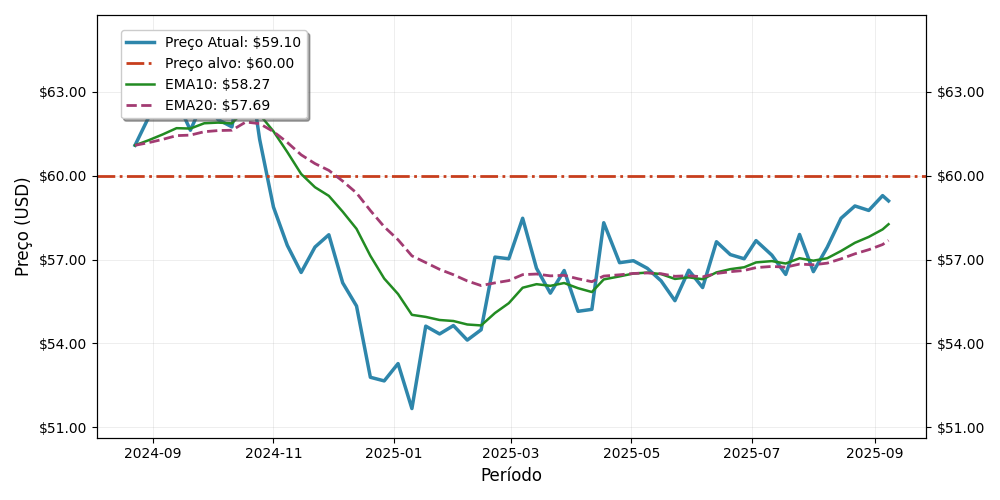 Preço Atual: $59.10
Preço alvo: $60.00
EMA10: $58.27
EMA20: $57.69
Preço (USD)
$63.00
$60.00
$57.00
$54.00
$51.00
$63.00
$60.00
$57.00
$54.00
$51.00
2024-09 2024-11 2025-01 2025-03 2025-05 2025-07 2025-09
Período